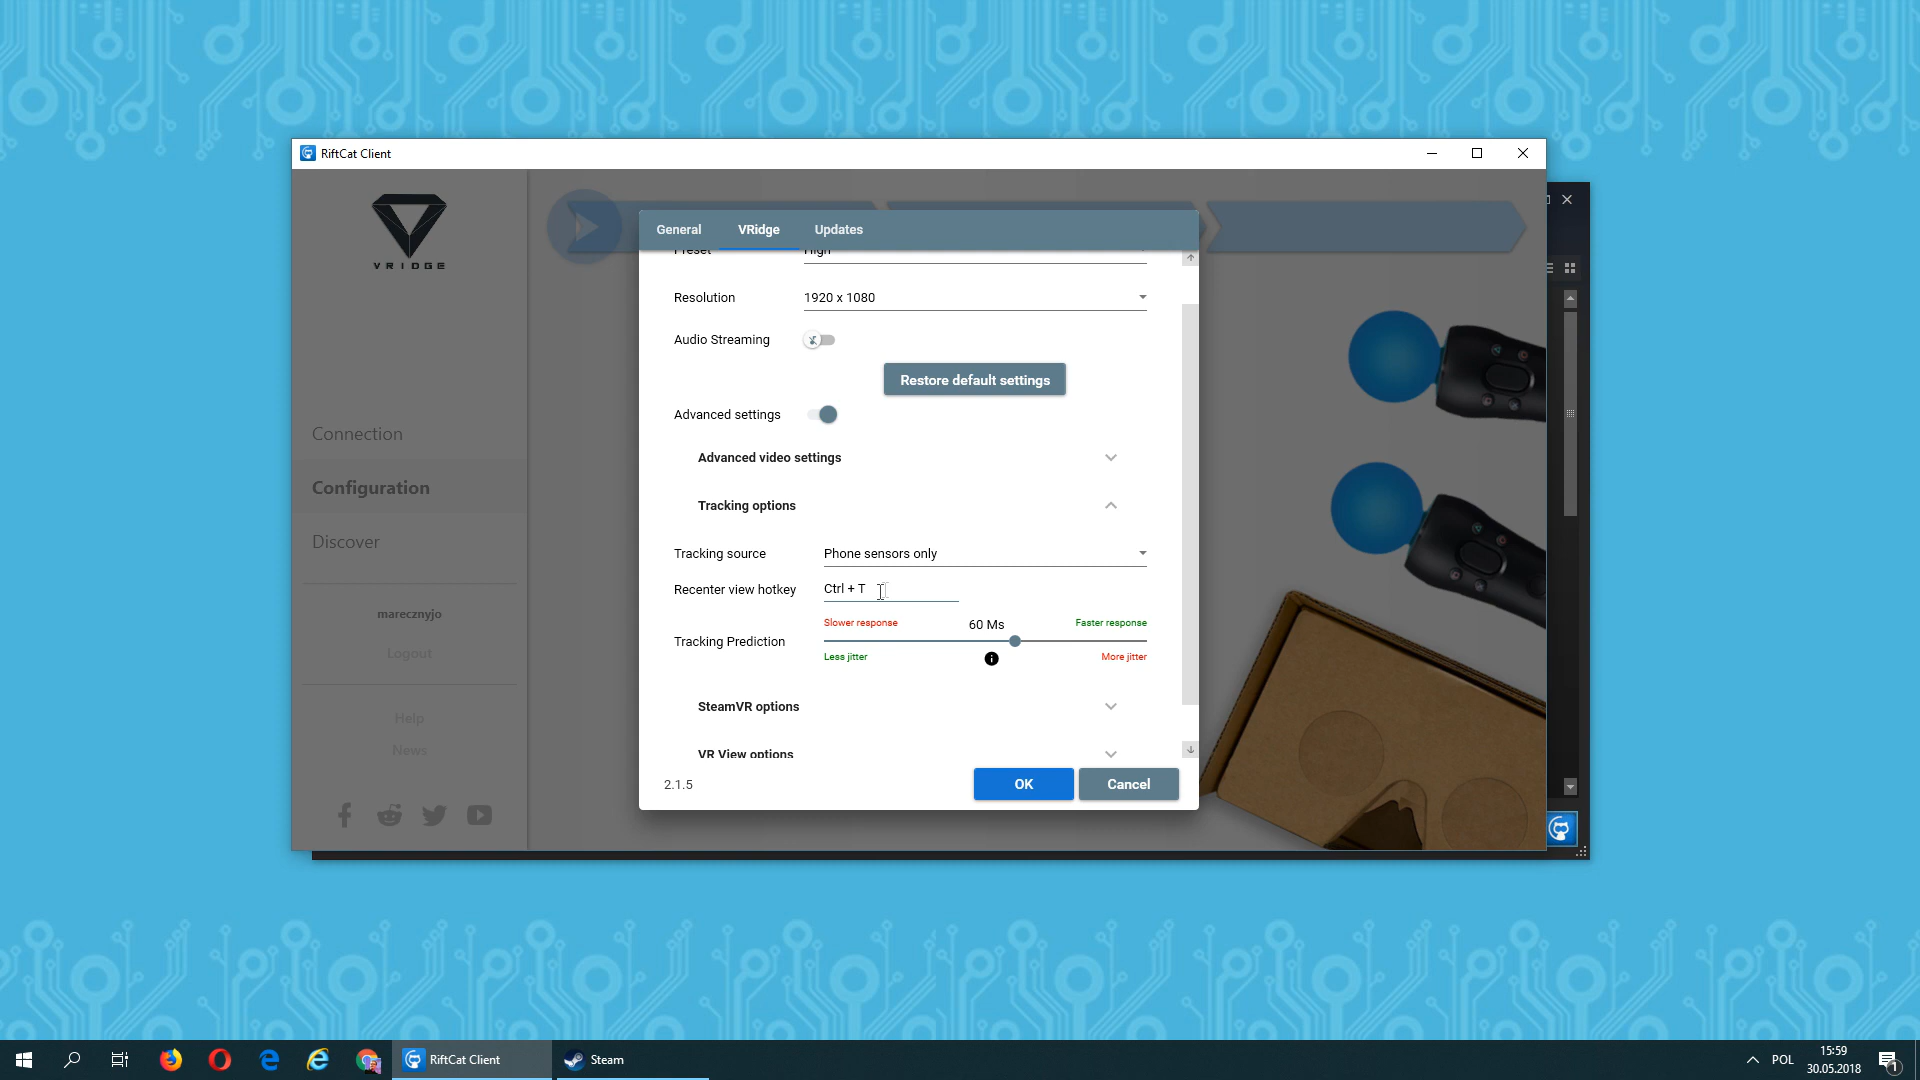 RiftCat Client
VRIDGE
General
VRidge
Updates
Preset
High
Resolution
1920 x 1080
Audio Streaming
Restore default settings
Advanced settings
Advanced video settings
Tracking options
Tracking source
Phone sensors only
Recenter view hotkey
Ctrl + T
Slower response
60 Ms
Faster response
Tracking Prediction
Less jitter
More jitter
SteamVR options
VR View options
2.1.5
OK
Cancel
Connection
Configuration
Discover
marecznyjo
Logout
Help
News
RiftCat Client
Steam
POL
15:59
30.05.2018
1